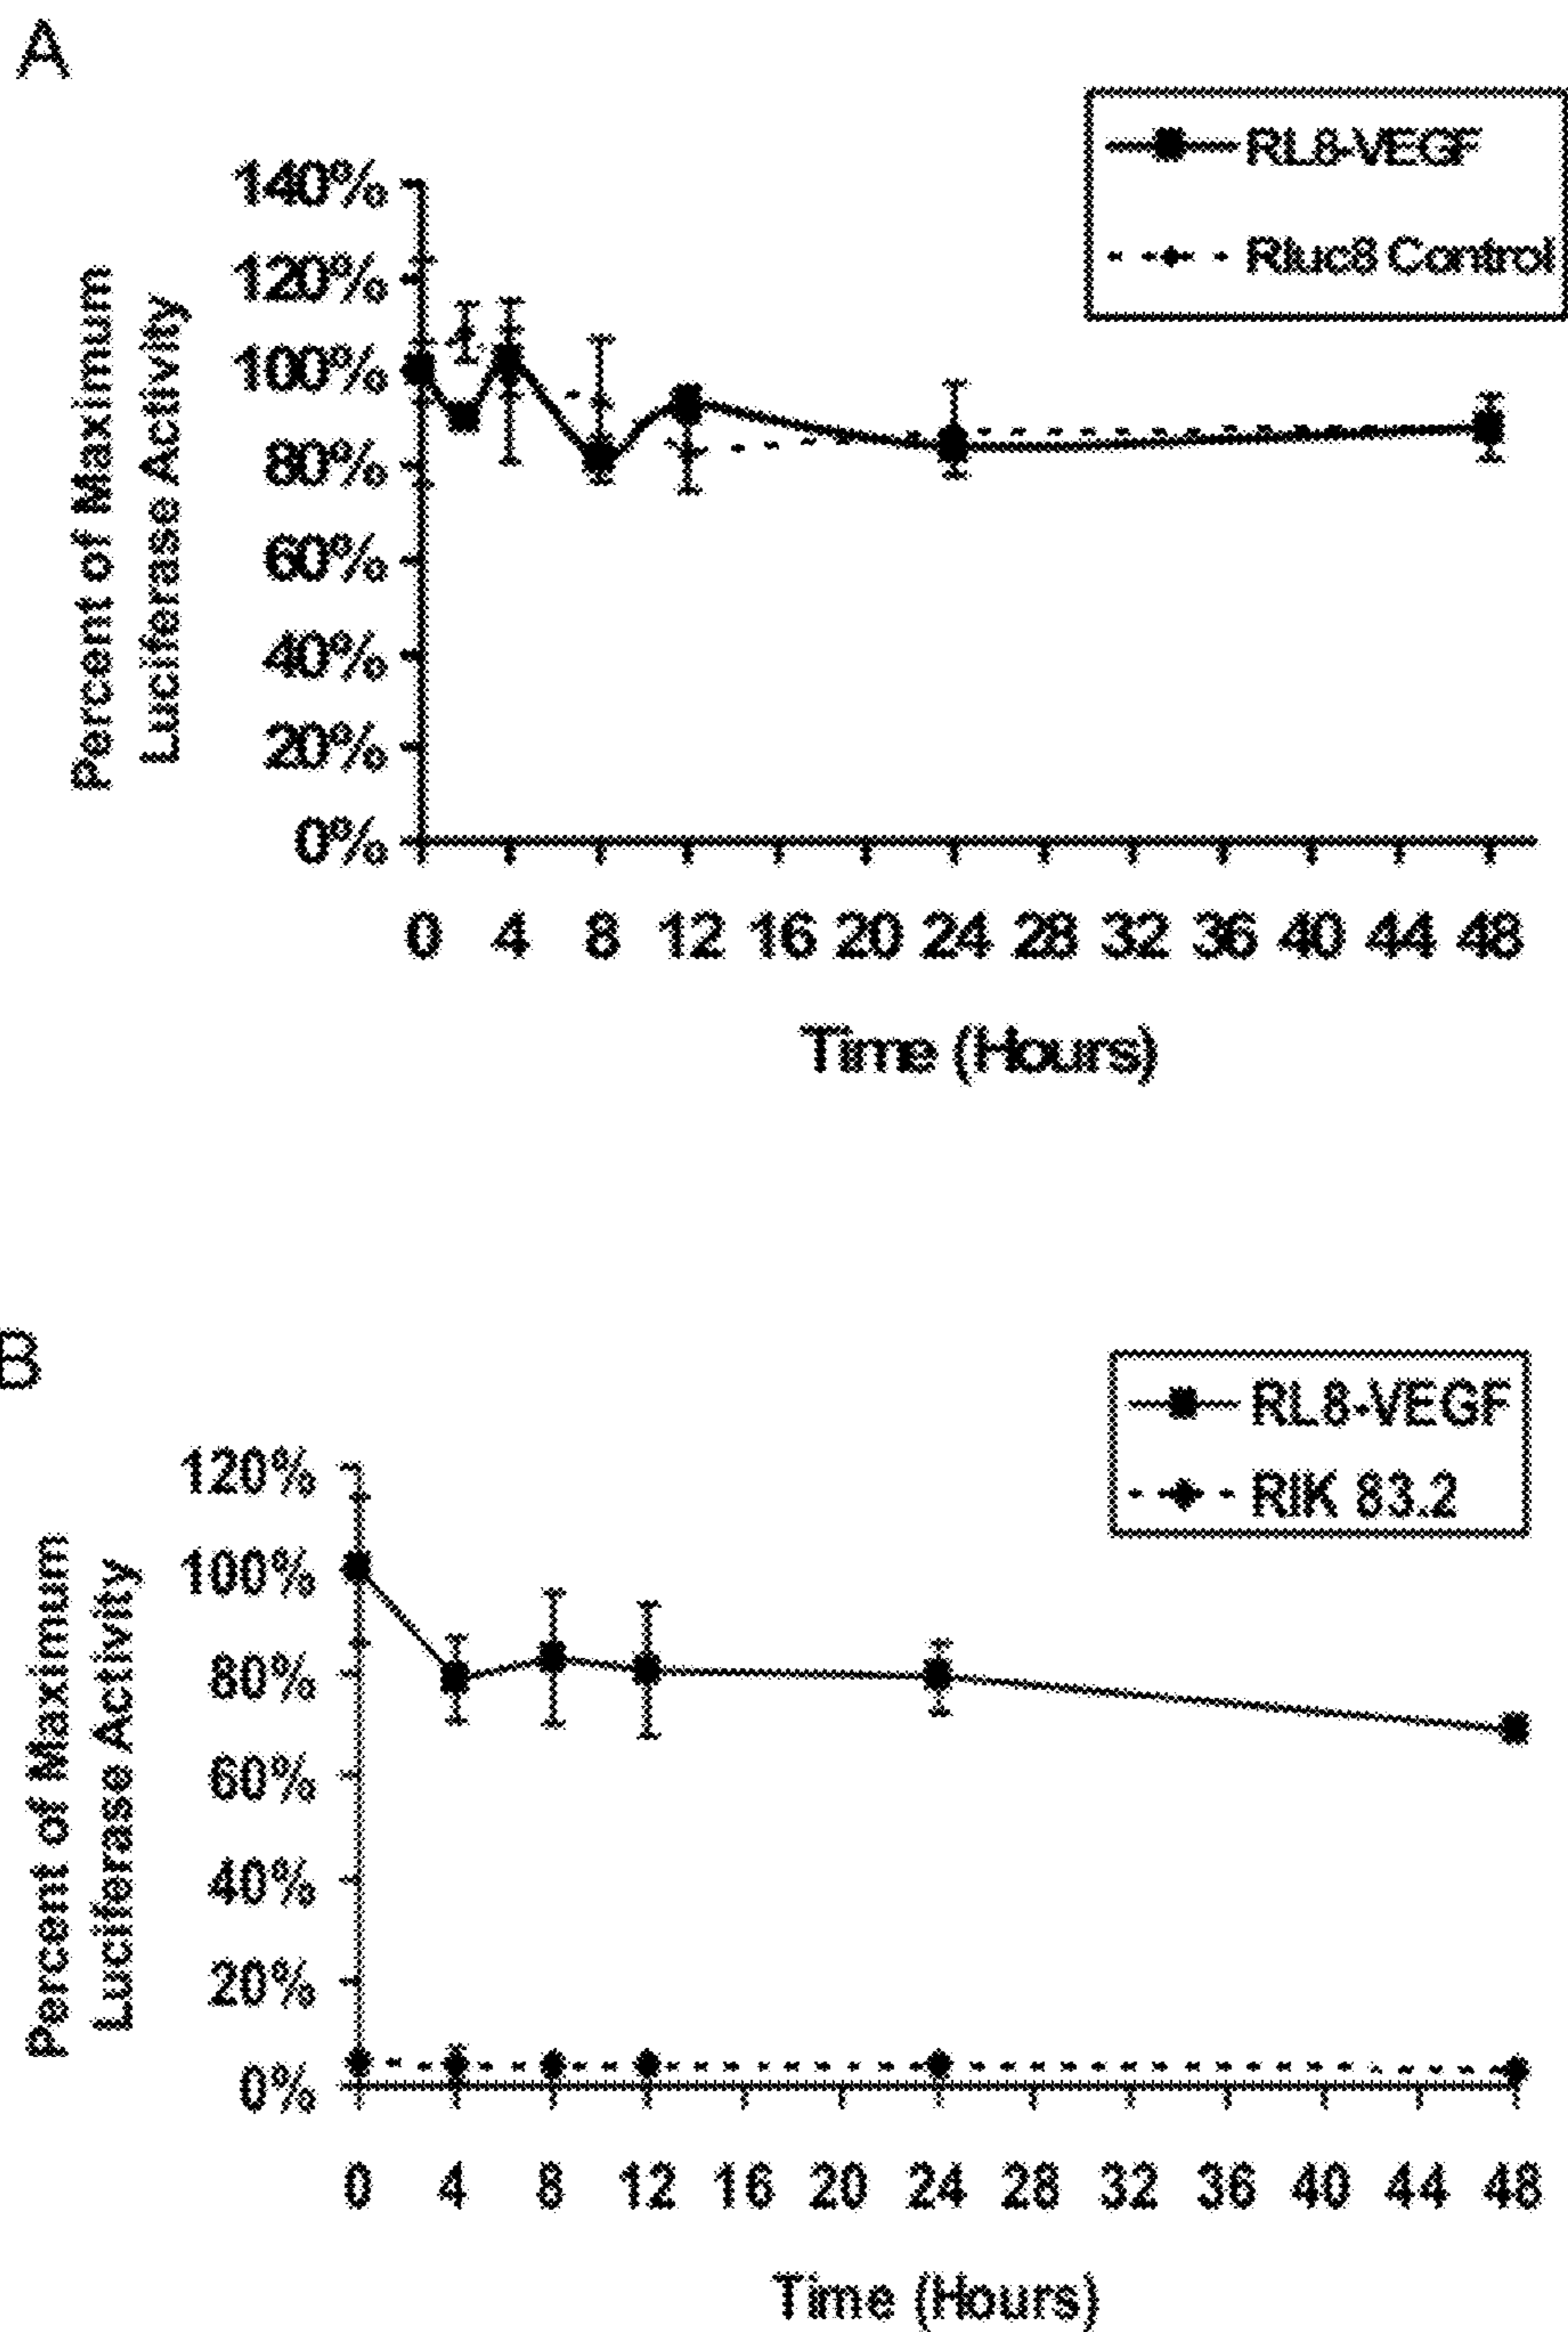 A
RL8-VEGF
Rluc8 Control
Percent of Maximum
Luciferase Activity
140%
120%
100%
80%
60%
40%
20%
0%
0 4 8 12 16 20 24 28 32 36 40 44 48
Time (Hours)
B
RL8-VEGF
RIK 83.2
Percent of Maximum
Luciferase Activity
120%
100%
80%
60%
40%
20%
0%
0 4 8 12 16 20 24 28 32 36 40 44 48
Time (Hours)